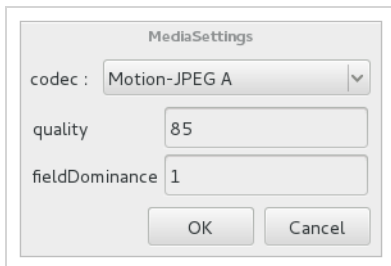 MediaSettings
codec : Motion-JPEG A
quality 85
fieldDominance 1
OK Cancel